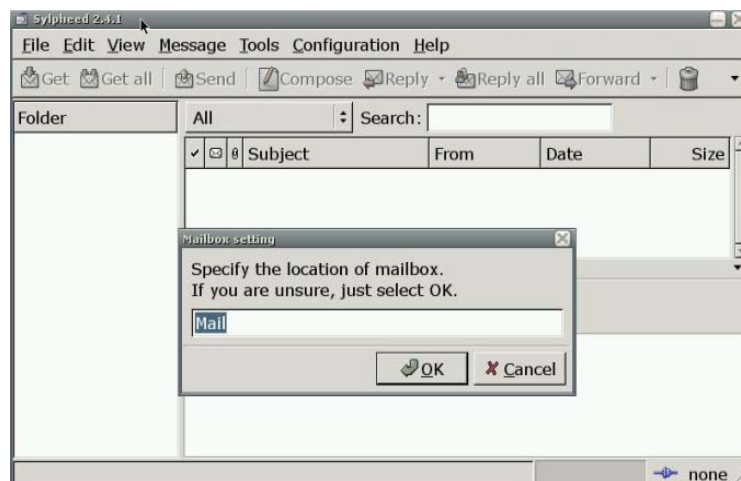 Sylpheed 2.4.1
File Edit View Message Tools Configuration Help
Get Get all Send Compose Reply Reply all Forward
Folder All Search:
Subject From Date Size
Mailbox setting
Specify the location of mailbox.
If you are unsure, just select OK.
Mail
OK Cancel
none